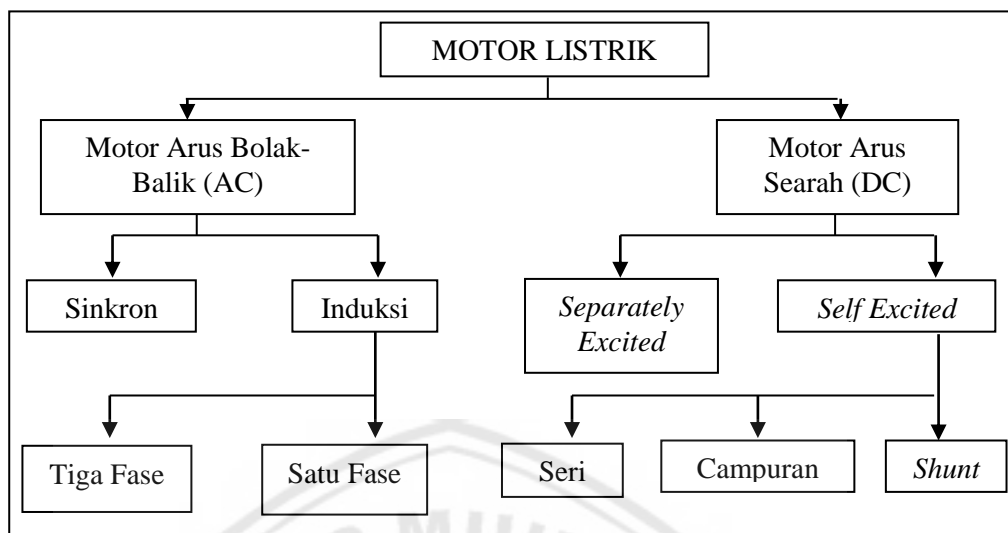 MOTOR LISTRIK
Motor Arus Bolak-
Balik (AC)
Motor Arus
Searah (DC)
Sinkron
Induksi
Separately
Excited
Self Excited
Tiga Fase
Satu Fase
Seri
Campuran
Shunt